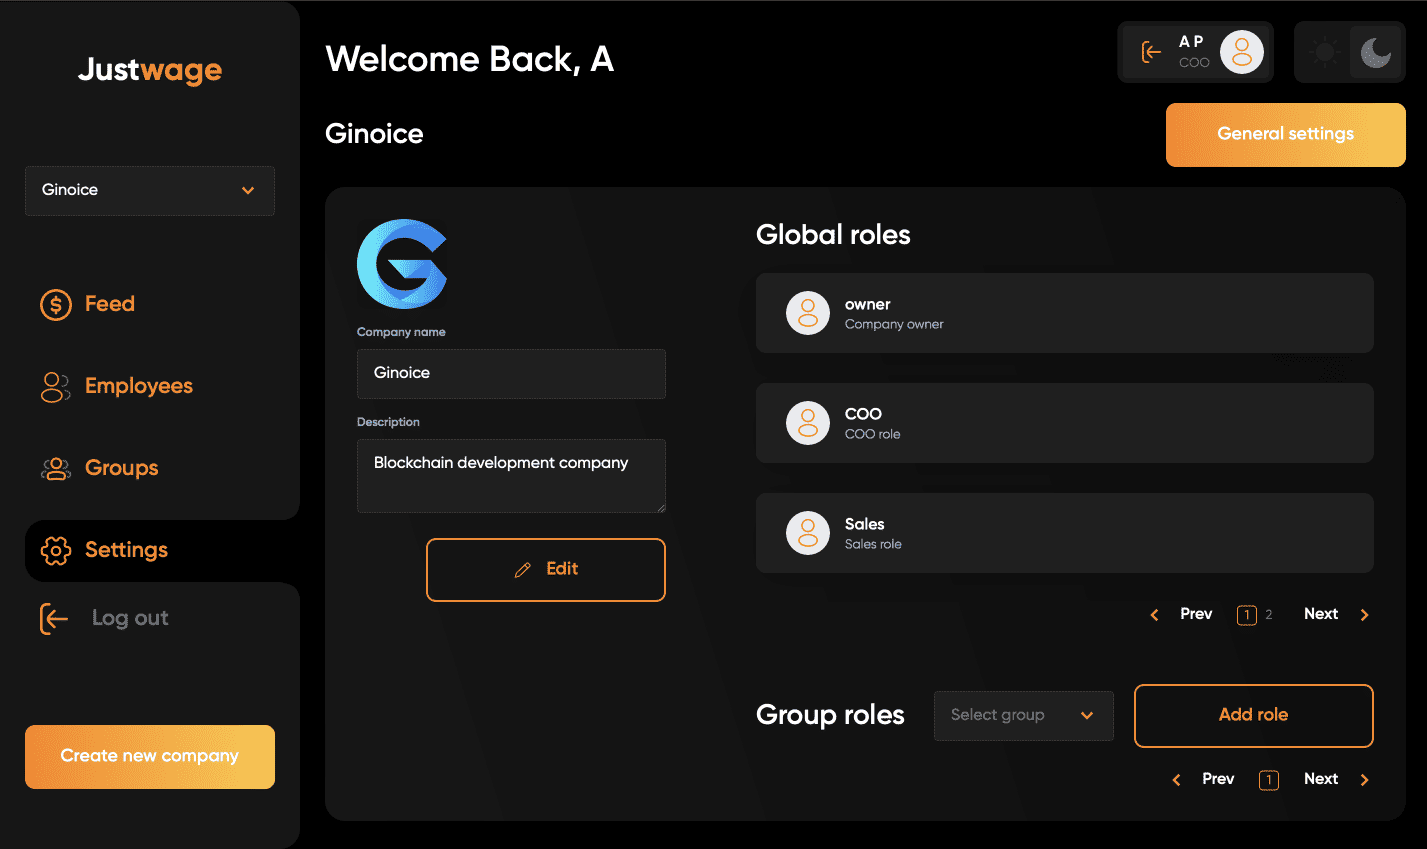 Justwage
Ginoice
Feed
Employees
Groups
Settings
Log out
Create new company
Welcome Back, A
A P
COO
Ginoice
General settings
Company name
Ginoice
Description
Blockchain development company
Edit
Global roles
owner
Company owner
COO
COO role
Sales
Sales role
Prev 1 2 Next
Group roles
Select group
Add role
Prev 1 Next